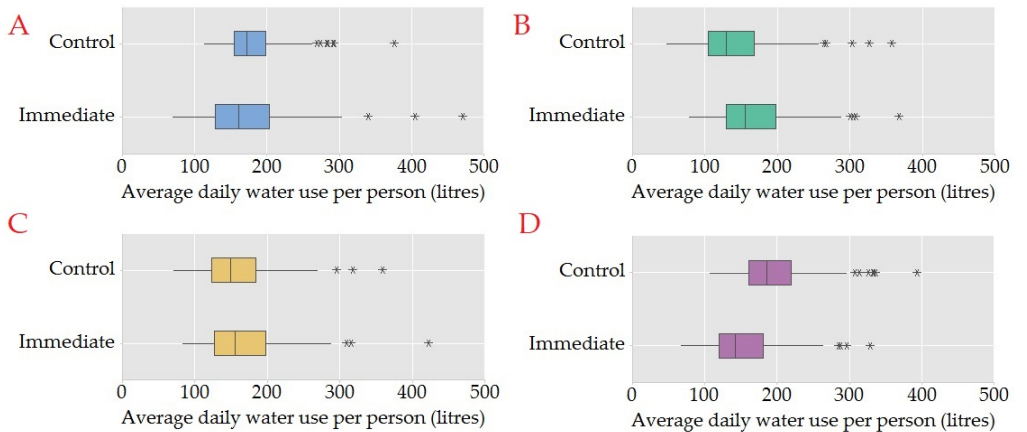 A
Control
Immediate
0 100 200 300 400 500
Average daily water use per person (litres)
B
Control
Immediate
0 100 200 300 400 500
Average daily water use per person (litres)
C
Control
Immediate
0 100 200 300 400 500
Average daily water use per person (litres)
D
Control
Immediate
0 100 200 300 400 500
Average daily water use per person (litres)